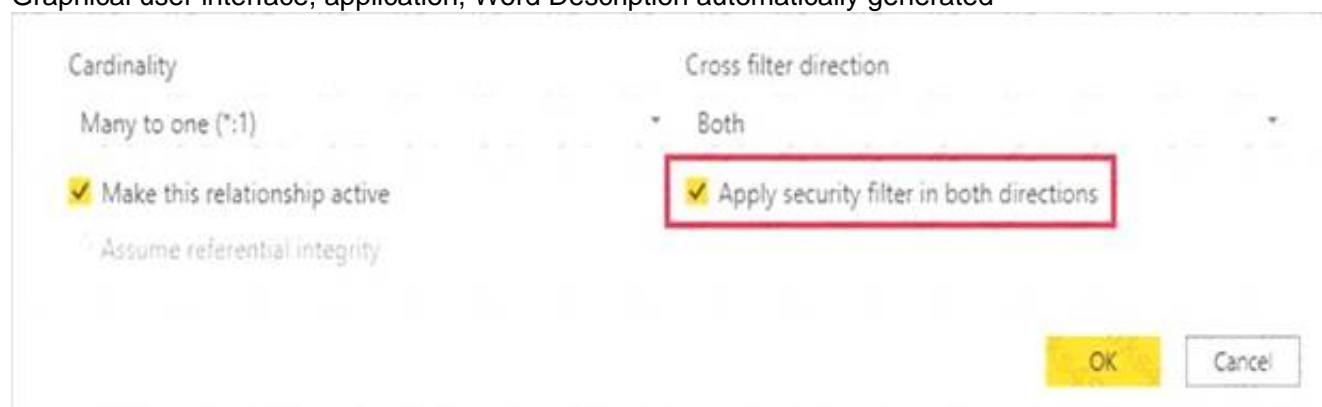 Graphical user interface, application, Word Description automatically generated
Cardinality
Cross filter direction
Many to one (*:1)
Both
Make this relationship active
Apply security filter in both directions
Assume referential integrity
OK
Cancel